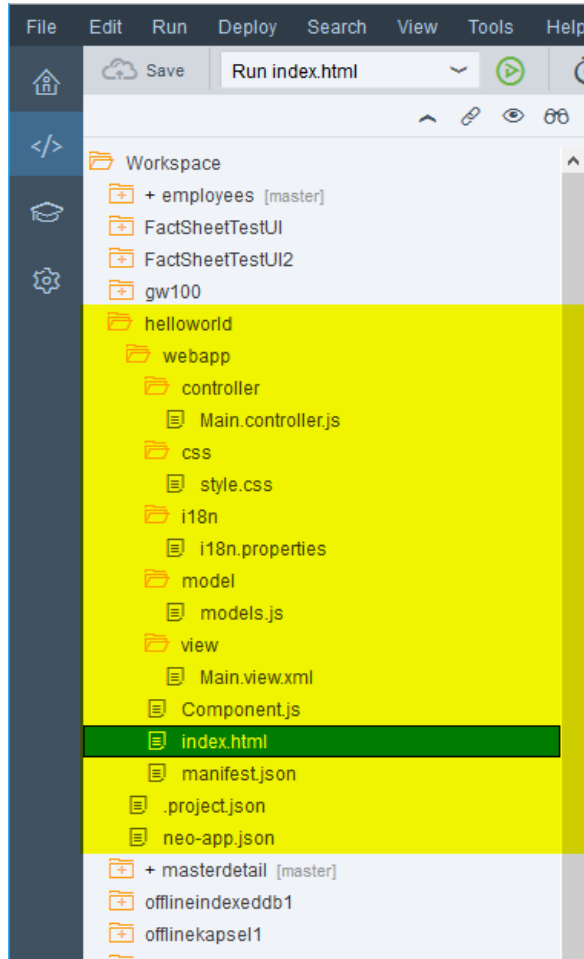 File Edit Run Deploy Search View Tools Help
Save Run index.html
</>
Workspace
+ employees [master]
FactSheetTestUI
FactSheetTestUI2
gw100
helloworld
webapp
controller
Main.controller.js
css
style.css
i18n
i18n.properties
model
models.js
view
Main.view.xml
Component.js
index.html
manifest.json
.project.json
neo-app.json
+ masterdetail [master]
offlineindexeddb1
offlinekapsel1